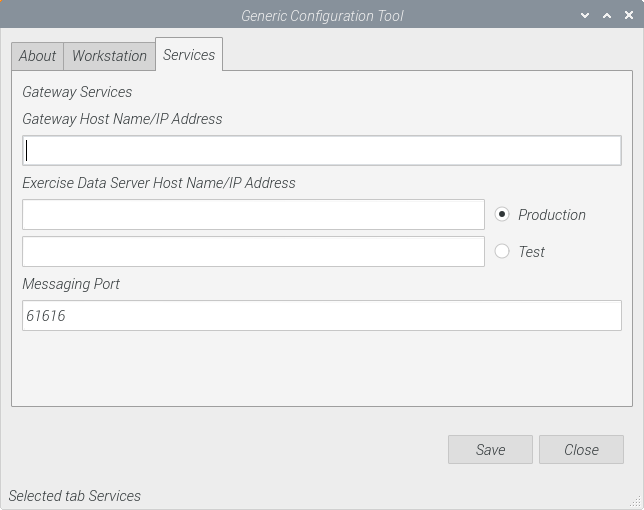 Generic Configuration Tool
About Workstation Services
Gateway Services
Gateway Host Name/IP Address
Exercise Data Server Host Name/IP Address
Production
Test
Messaging Port
61616
Save Close
Selected tab Services